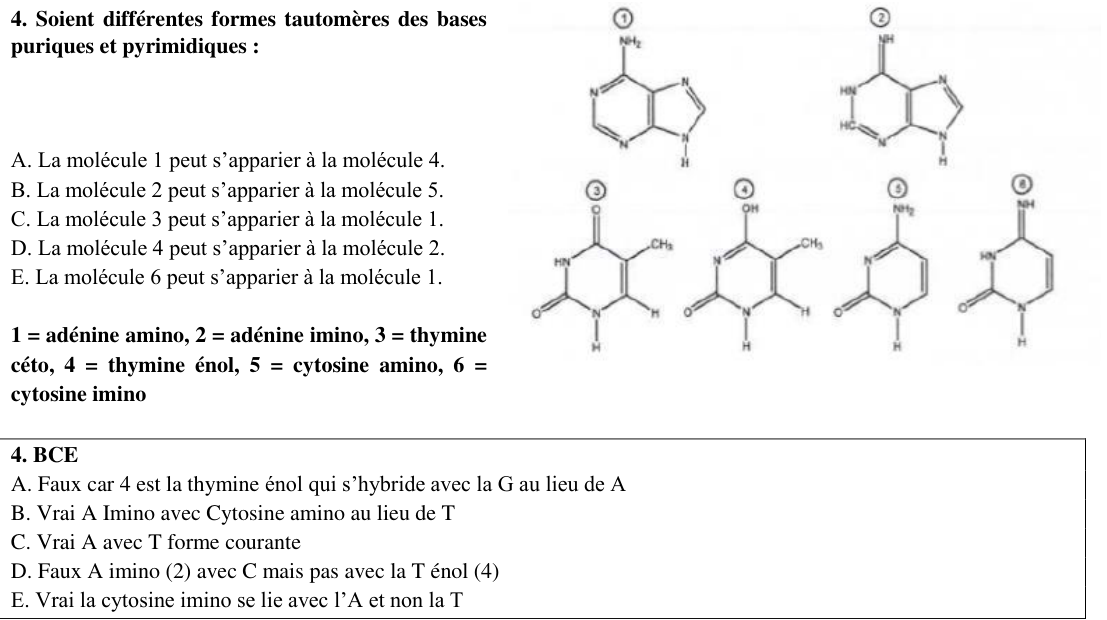 4. Soient différentes formes tautomères des bases
puriques et pyrimidiques :
A. La molécule 1 peut s'apparier à la molécule 4.
B. La molécule 2 peut s'apparier à la molécule 5.
C. La molécule 3 peut s'apparier à la molécule 1.
D. La molécule 4 peut s'apparier à la molécule 2.
E. La molécule 6 peut s'apparier à la molécule 1.
1 = adénine amino, 2 = adénine imino, 3 = thymine
céto, 4 = thymine énol, 5 = cytosine amino, 6 =
cytosine imino
1
NH₂
N
N
N
N
H
2
NH
HN
N
HC
N
N
H
3
O
CH₃
HN
O
N
H
H
4
OH
CH₃
N
O
N
H
H
5
NH₂
N
O
N
H
6
NH
HN
O
N
H
4. BCE
A. Faux car 4 est la thymine énol qui s'hybride avec la G au lieu de A
B. Vrai A Imino avec Cytosine amino au lieu de T
C. Vrai A avec T forme courante
D. Faux A imino (2) avec C mais pas avec la T énol (4)
E. Vrai la cytosine imino se lie avec l'A et non la T